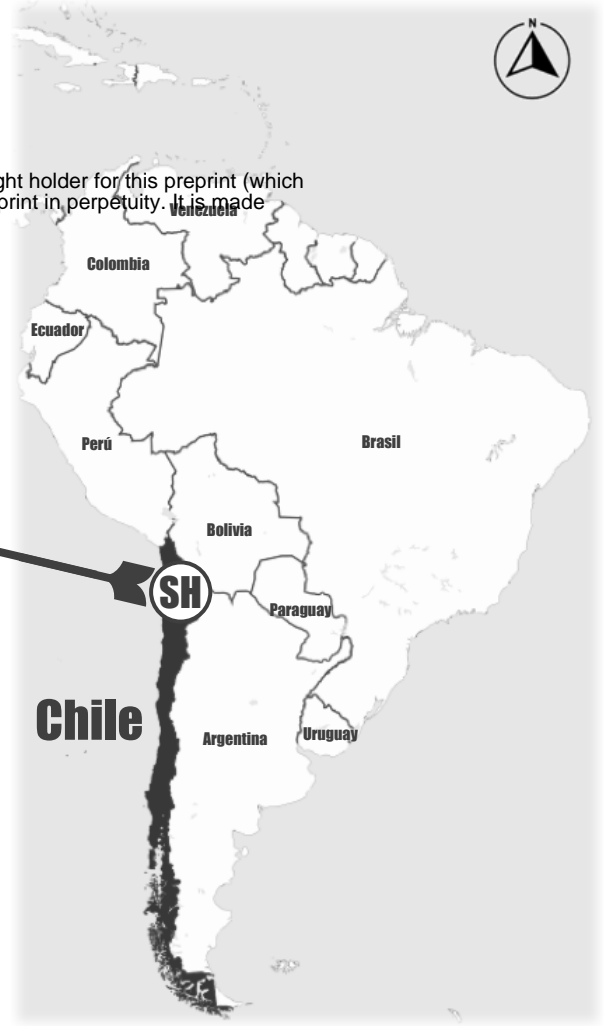 N
ght holder for this preprint (which
print in perpetuity. It is made
Venezuela
Colombia
Ecuador
Perú
Brasil
Bolivia
SH
Paraguay
Chile
Argentina
Uruguay